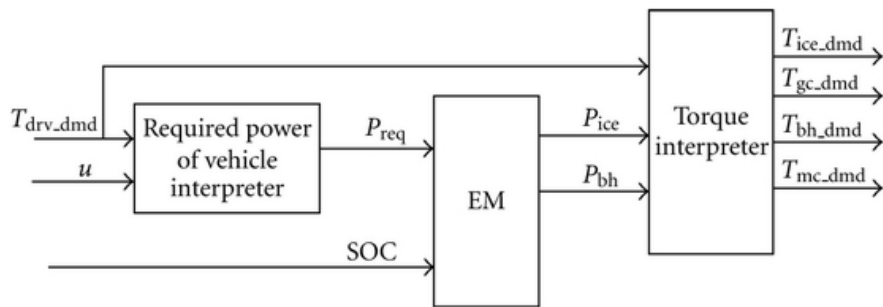 T_drv_dmd
u
Required power
of vehicle
interpreter
P_req
SOC
EM
P_ice
P_bh
Torque
interpreter
T_ice_dmd
T_gc_dmd
T_bh_dmd
T_mc_dmd